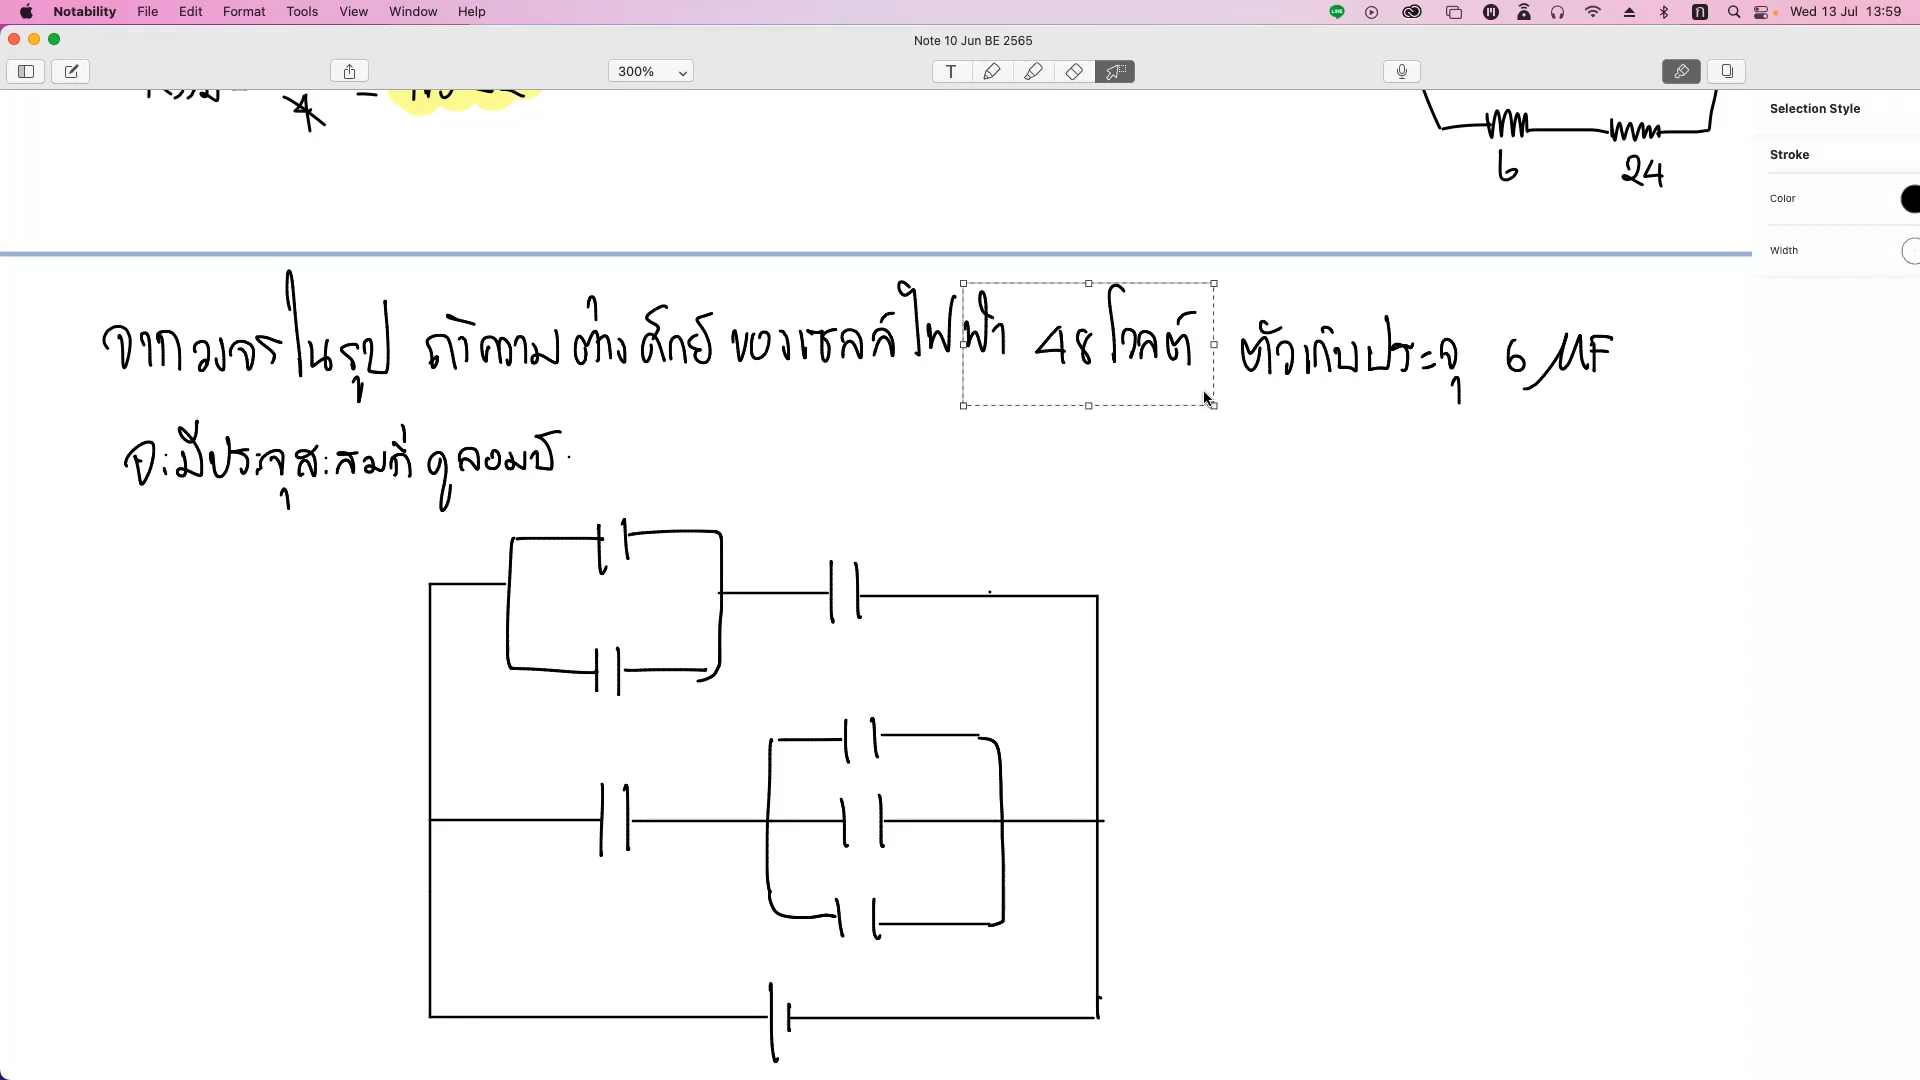 Notability File Edit Format Tools View Window Help Wed 13 Jul 13:59
Note 10 Jun BE 2565
300% T
Selection Style
6 24
Stroke
Color
Width
จากวงจรในรูป ถ้าความต่างศักย์ของเซลล์ไฟฟ้า 48 โวลต์ ตัวเก็บประจุ 6 μF
จะมีประจุสะสมกี่คูลอมบ์